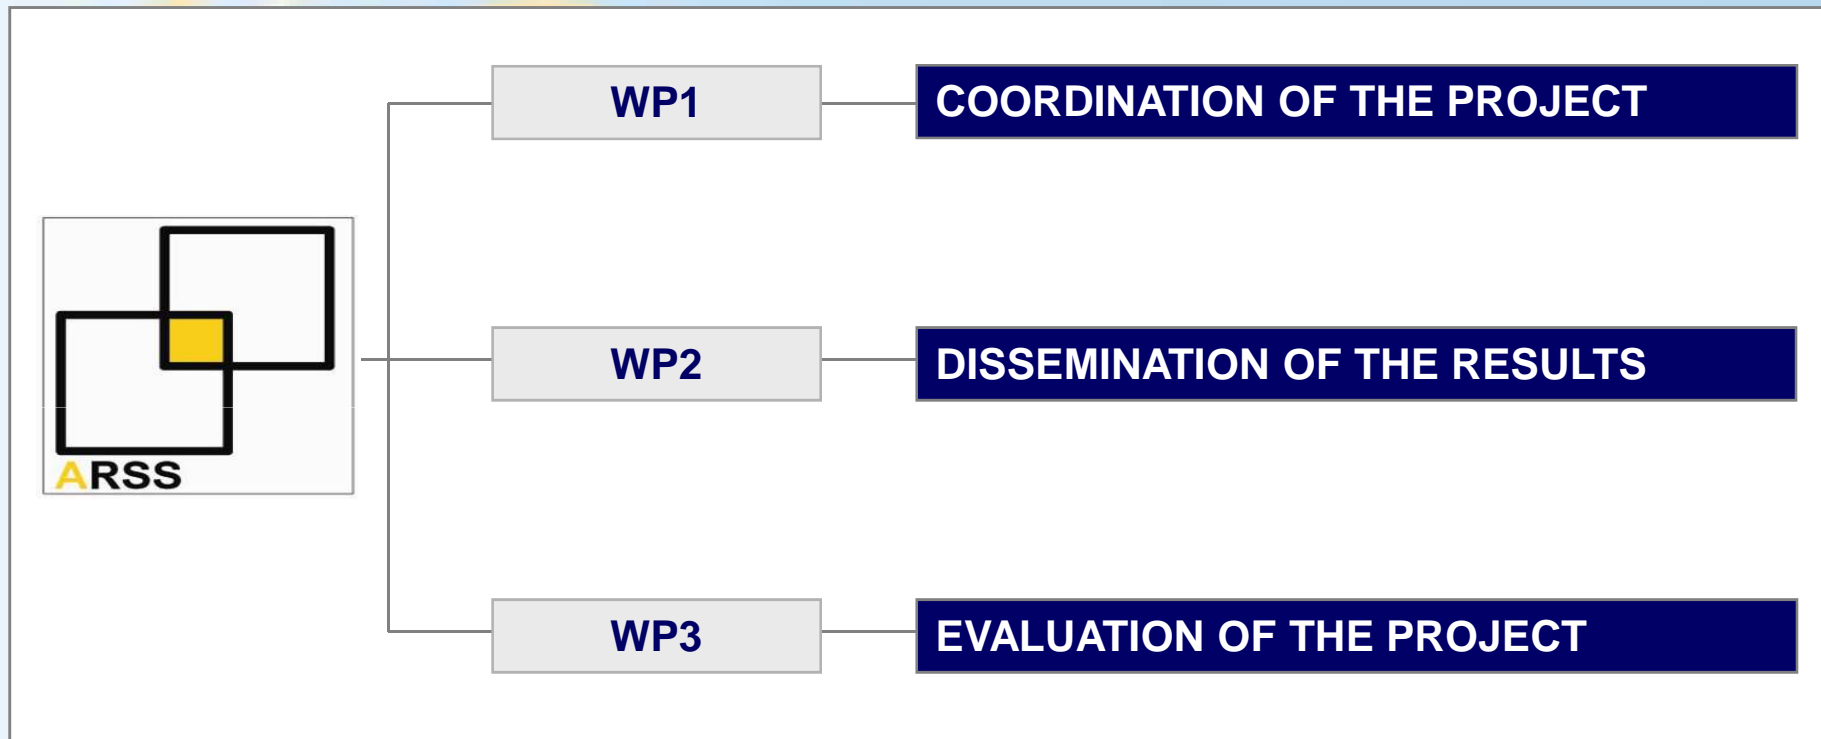 WP1
COORDINATION OF THE PROJECT
ARSS
WP2
DISSEMINATION OF THE RESULTS
WP3
EVALUATION OF THE PROJECT